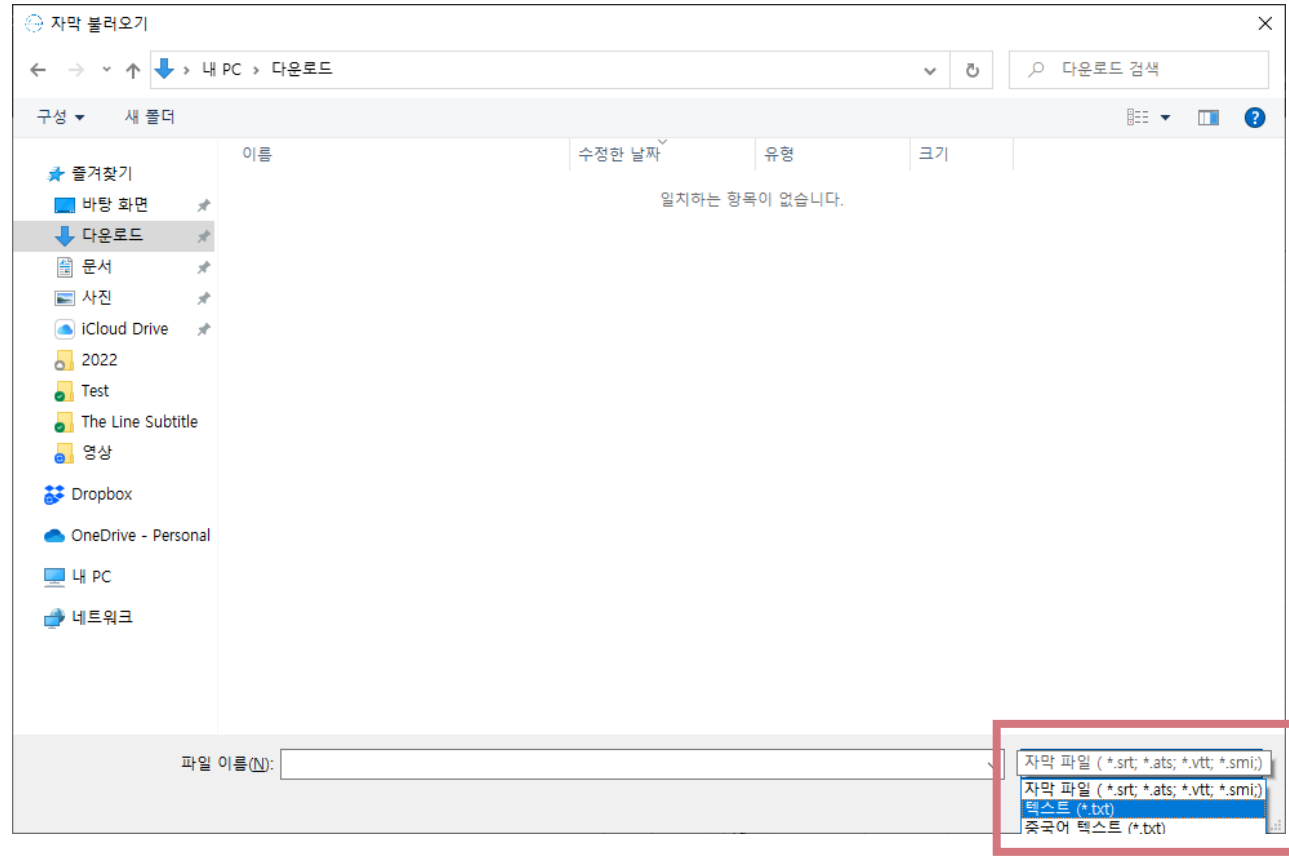 자막 불러오기
내 PC › 다운로드
다운로드 검색
구성
새 폴더
이름
수정한 날짜
유형
크기
일치하는 항목이 없습니다.
즐겨찾기
바탕 화면
다운로드
문서
사진
iCloud Drive
2022
Test
The Line Subtitle
영상
Dropbox
OneDrive - Personal
내 PC
네트워크
파일 이름(N):
자막 파일 ( *.srt; *.ats; *.vtt; *.smi;)
자막 파일 ( *.srt; *.ats; *.vtt; *.smi;)
텍스트 (*.txt)
중국어 텍스트 (*.txt)